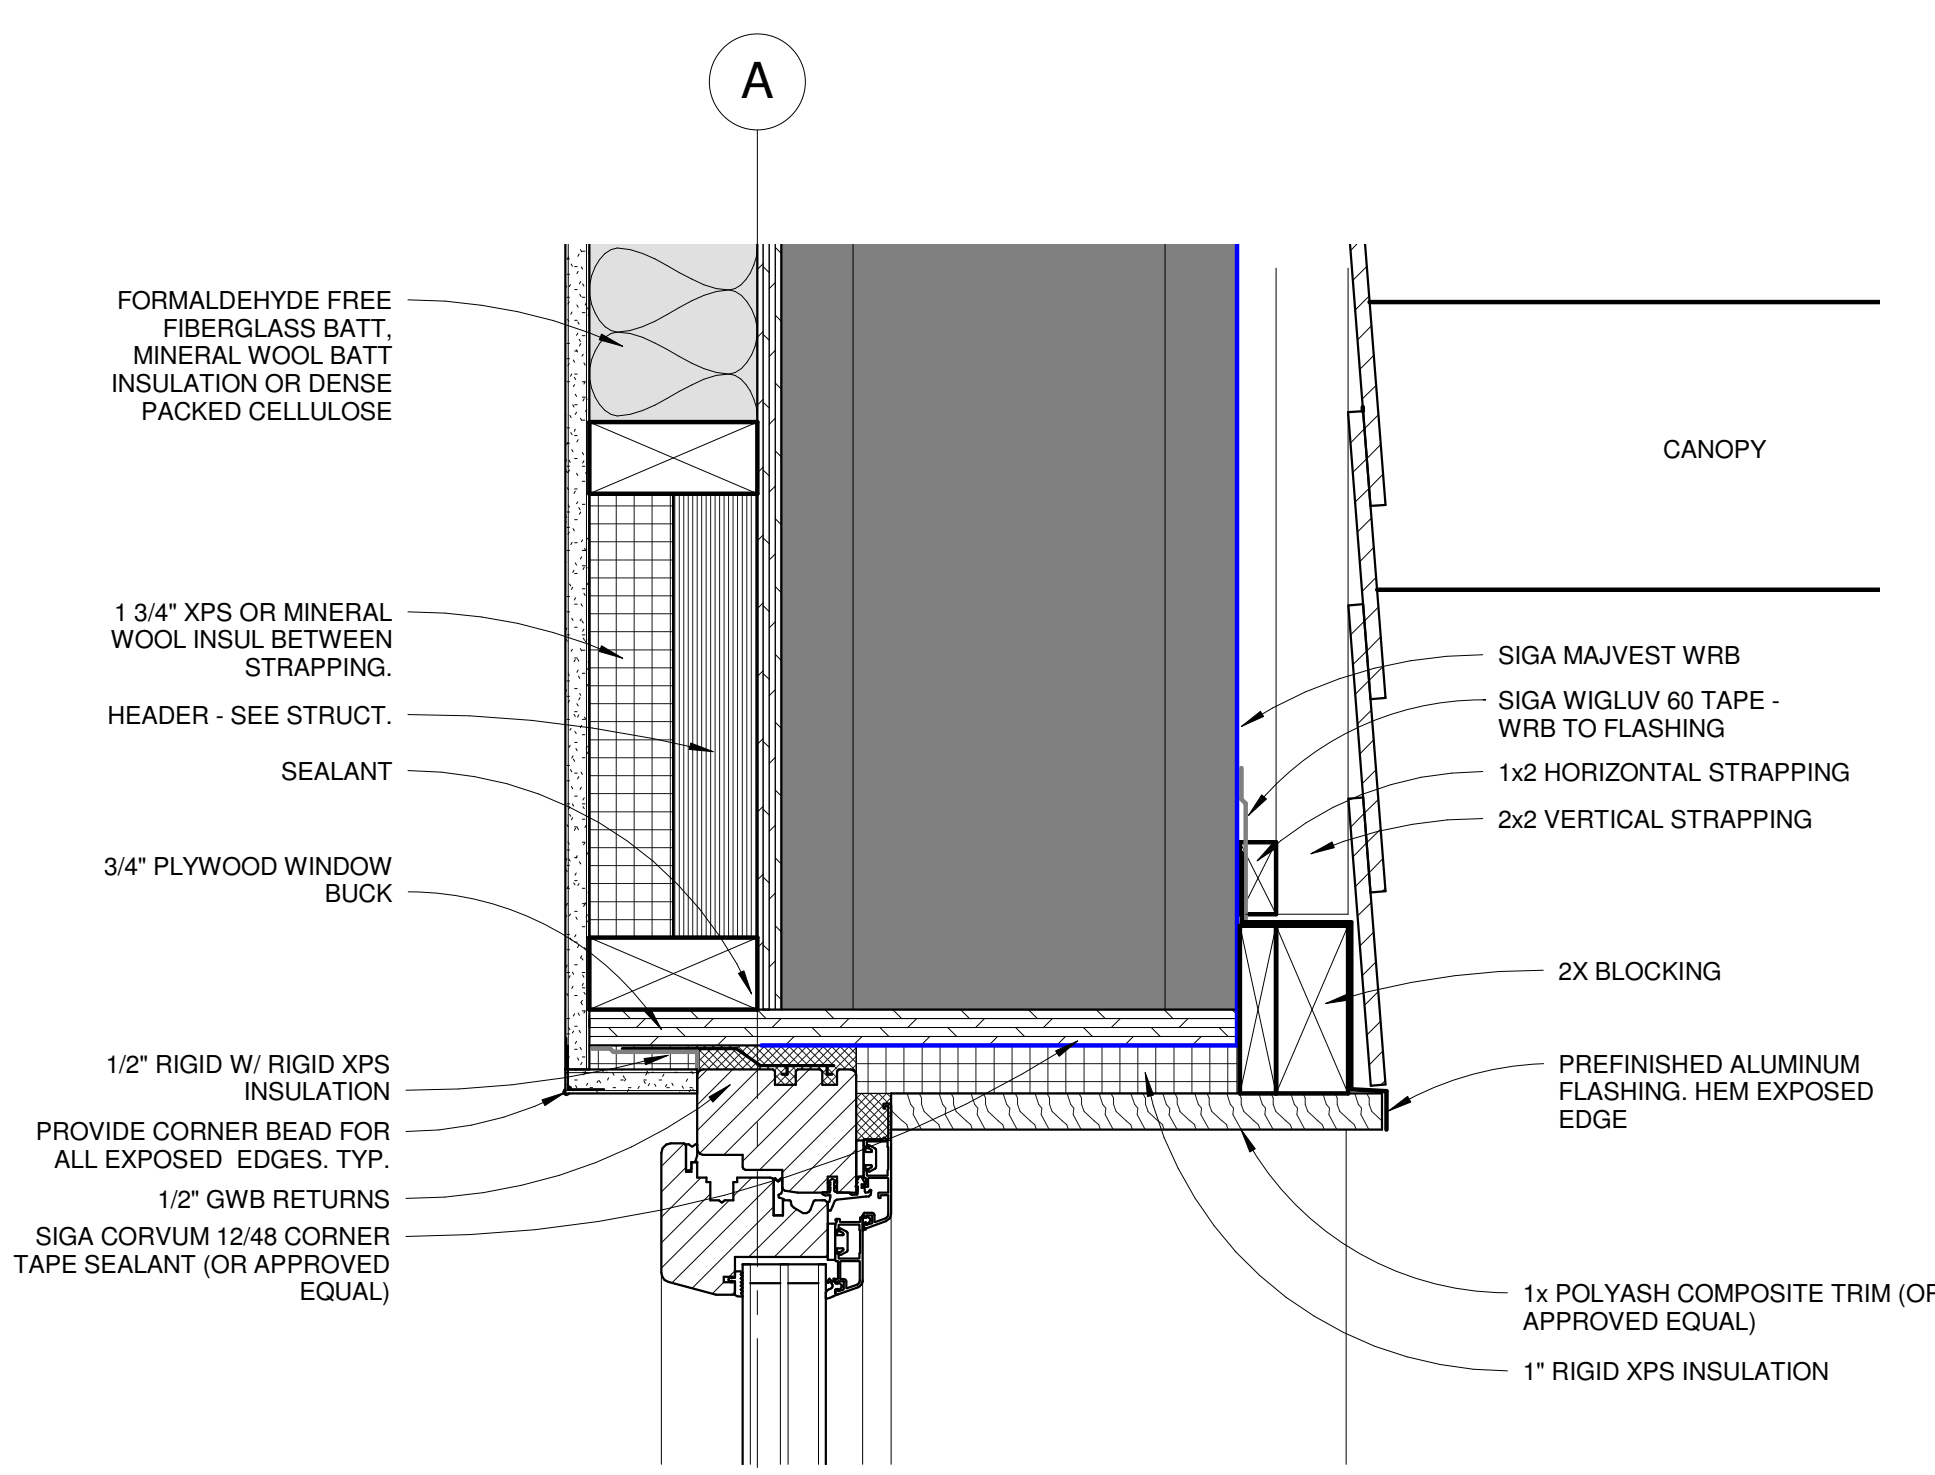 A
FORMALDEHYDE FREE
FIBERGLASS BATT,
MINERAL WOOL BATT
INSULATION OR DENSE
PACKED CELLULOSE
1 3/4" XPS OR MINERAL
WOOL INSUL BETWEEN
STRAPPING.
HEADER - SEE STRUCT.
SEALANT
3/4" PLYWOOD WINDOW
BUCK
1/2" RIGID W/ RIGID XPS
INSULATION
PROVIDE CORNER BEAD FOR
ALL EXPOSED EDGES. TYP.
1/2" GWB RETURNS
SIGA CORVUM 12/48 CORNER
TAPE SEALANT (OR APPROVED
EQUAL)
CANOPY
SIGA MAJVEST WRB
SIGA WIGLUV 60 TAPE -
WRB TO FLASHING
1x2 HORIZONTAL STRAPPING
2x2 VERTICAL STRAPPING
2X BLOCKING
PREFINISHED ALUMINUM
FLASHING. HEM EXPOSED
EDGE
1x POLYASH COMPOSITE TRIM (OR
APPROVED EQUAL)
1" RIGID XPS INSULATION